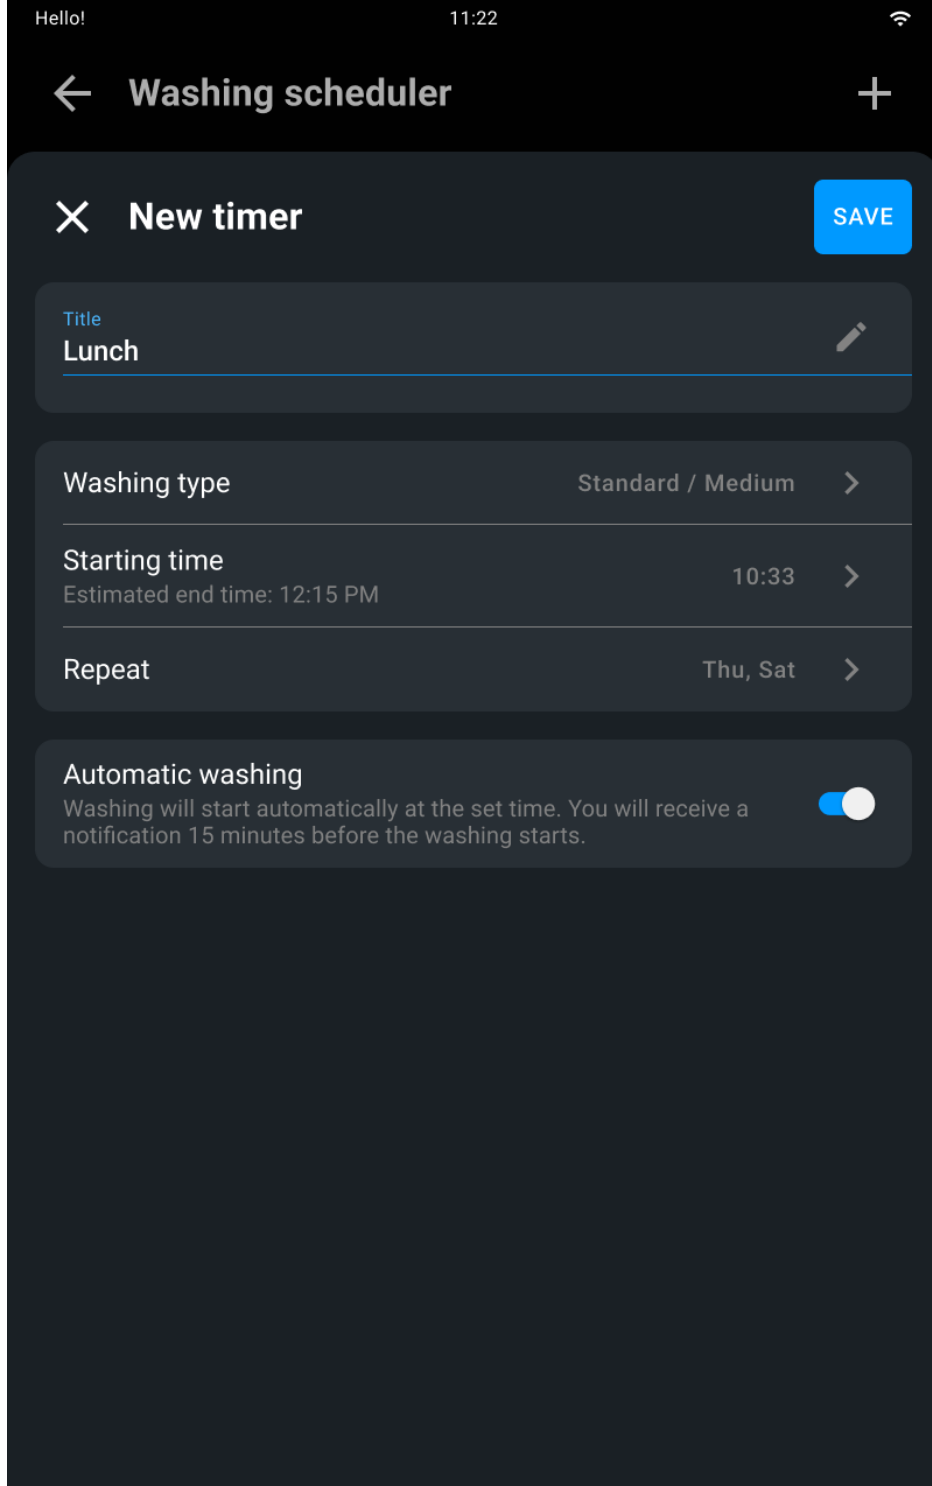 Hello!
11:22
Washing scheduler
New timer
SAVE
Title
Lunch
Washing type
Standard / Medium
Starting time
Estimated end time: 12:15 PM
10:33
Repeat
Thu, Sat
Automatic washing
Washing will start automatically at the set time. You will receive a
notification 15 minutes before the washing starts.